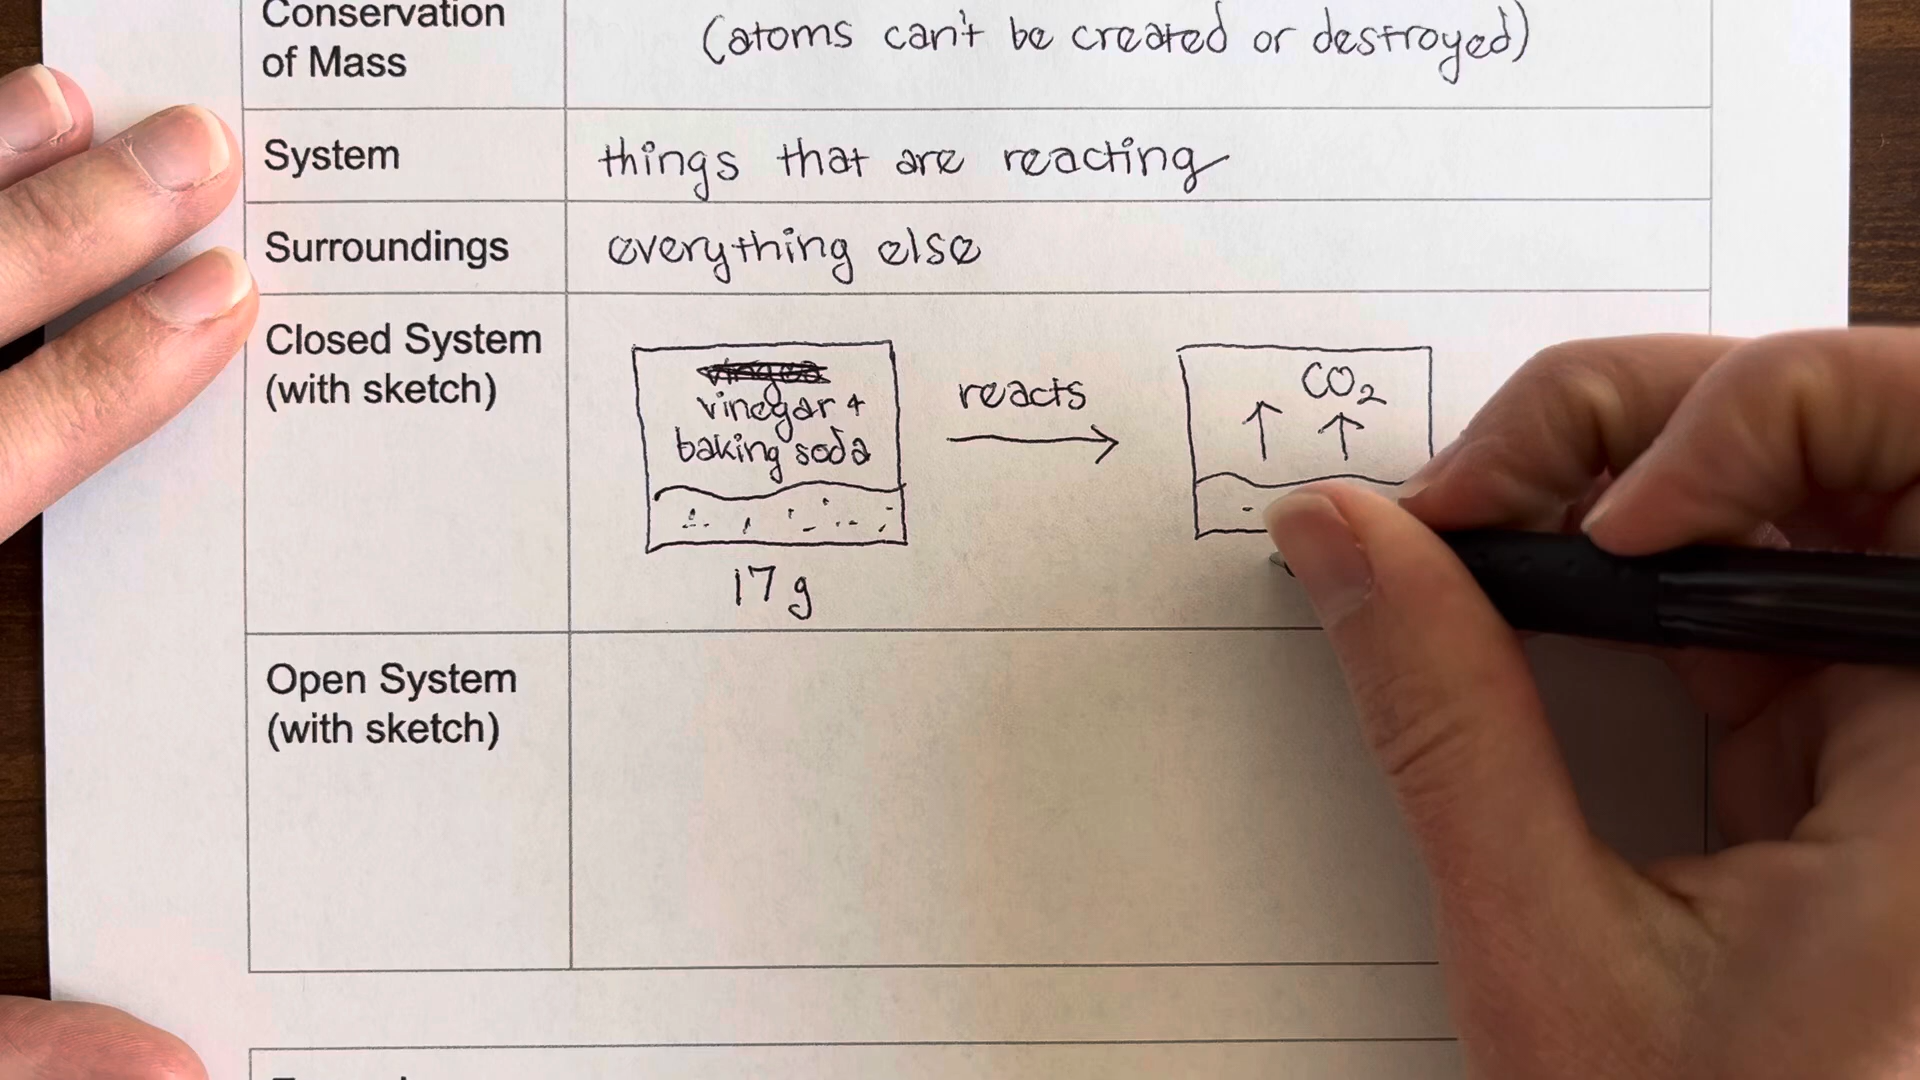 Conservation
of Mass
(atoms can't be created or destroyed)
System
things that are reacting
Surroundings
everything else
Closed System
(with sketch)
vinegar +
baking soda
17 g
reacts
CO₂
Open System
(with sketch)